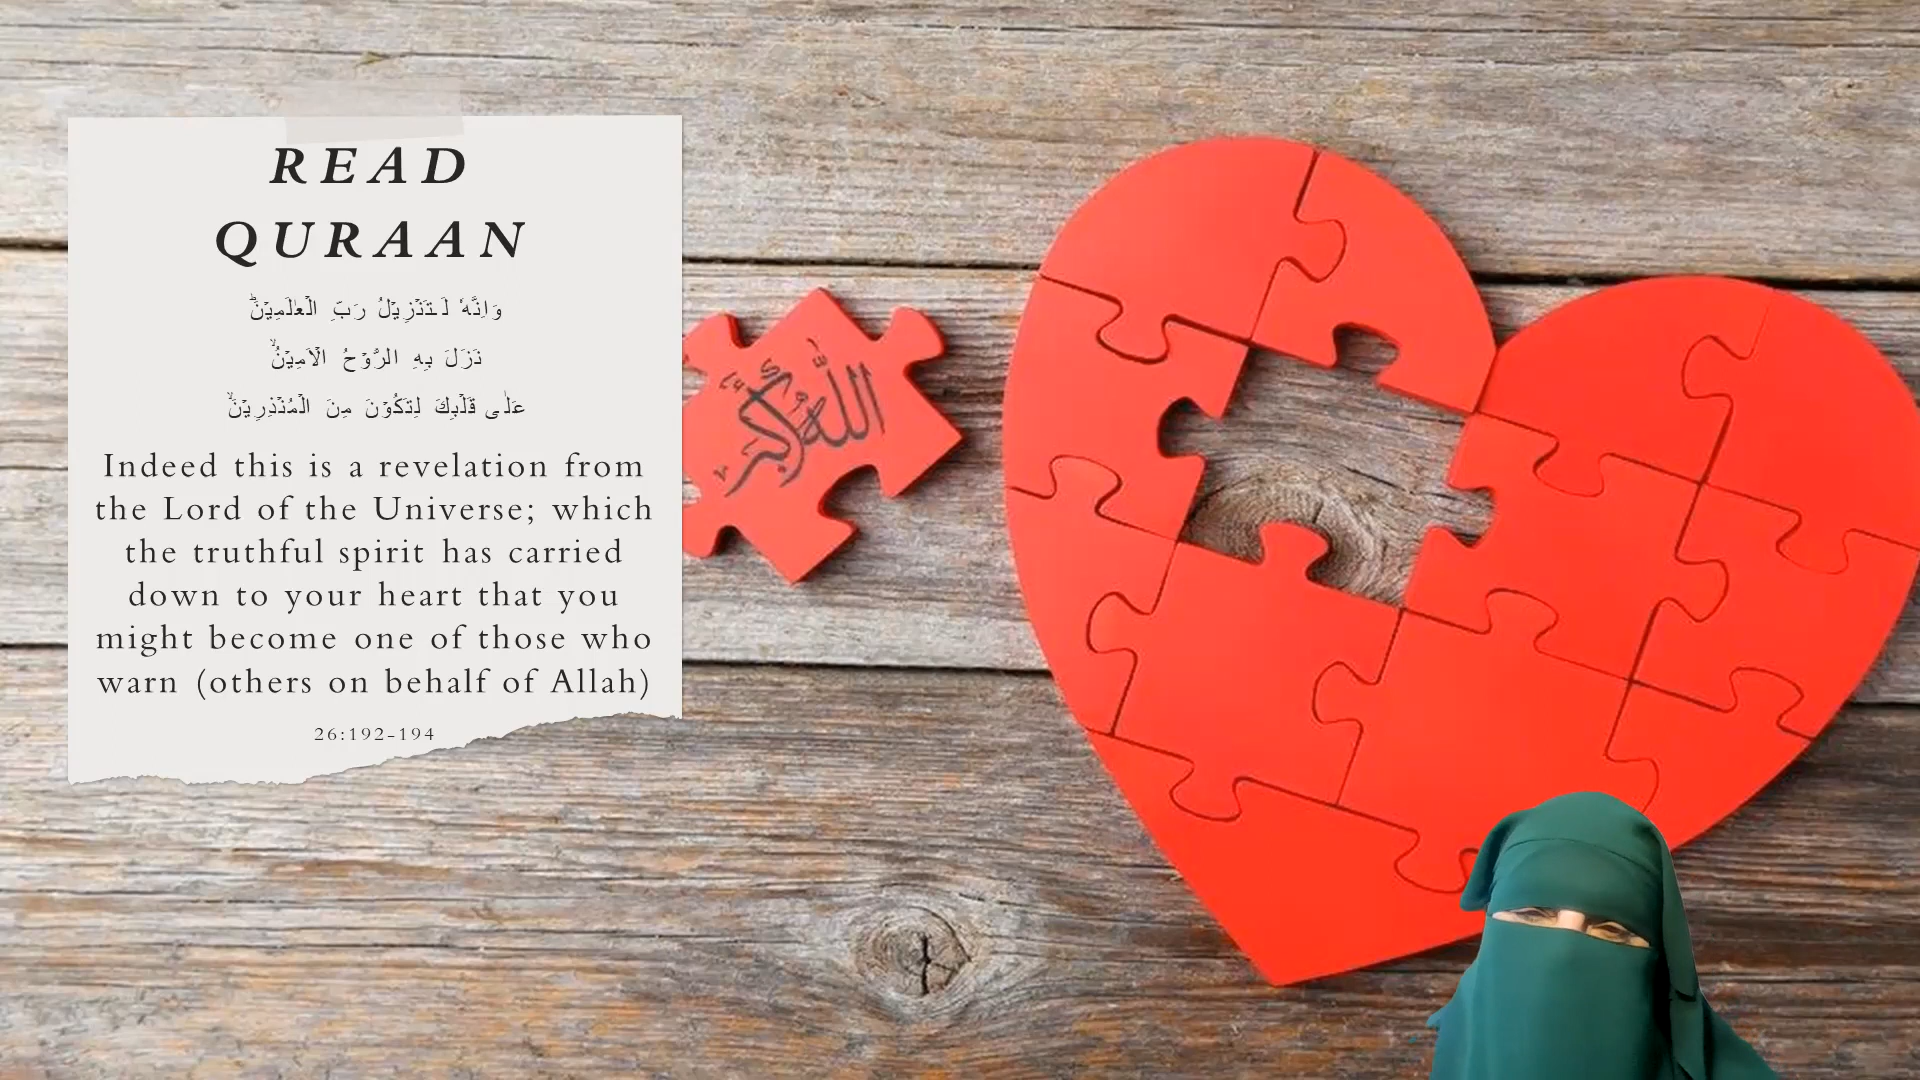 READ
QURAAN
وَاِنَّهٗ لَـتَنۡزِيۡلُ رَبِّ الۡعٰلَمِيۡنَؕ
نَزَلَ بِهِ الرُّوۡحُ الۡاَمِيۡنُۙ
عَلٰى قَلۡبِكَ لِتَكُوۡنَ مِنَ الۡمُنۡذِرِيۡنَۙ
Indeed this is a revelation from
the Lord of the Universe; which
the truthful spirit has carried
down to your heart that you
might become one of those who
warn (others on behalf of Allah)
26:192-194
الله أكبر